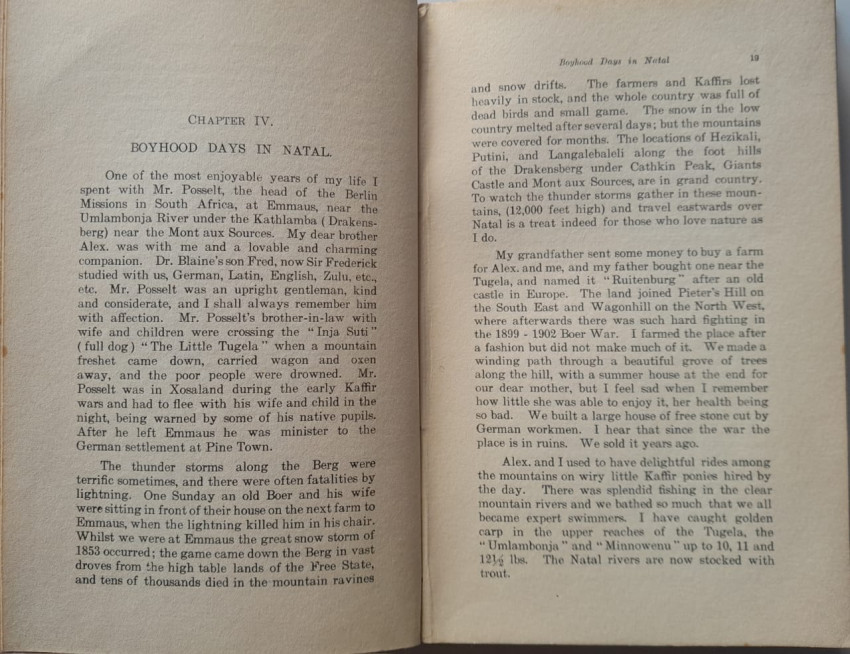 CHAPTER IV.
BOYHOOD DAYS IN NATAL.
One of the most enjoyable years of my life I
spent with Mr. Posselt, the head of the Berlin
Missions in South Africa, at Emmaus, near the
Umlambonja River under the Kathlamba (Drakens-
berg) near the Mont aux Sources. My dear brother
Alex. was with me and a lovable and charming
companion. Dr. Blaine's son Fred, now Sir Frederick
studied with us, German, Latin, English, Zulu, etc.,
etc. Mr. Posselt was an upright gentleman, kind
and considerate, and I shall always remember him
with affection. Mr. Posselt's brother-in-law with
wife and children were crossing the "Inja Suti"
(full dog) "The Little Tugela" when a mountain
freshet came down, carried wagon and oxen
away, and the poor people were drowned. Mr.
Posselt was in Xosaland during the early Kaffir
wars and had to flee with his wife and child in the
night, being warned by some of his native pupils.
After he left Emmaus he was minister to the
German settlement at Pine Town.
The thunder storms along the Berg were
terrific sometimes, and there were often fatalities by
lightning. One Sunday an old Boer and his wife
were sitting in front of their house on the next farm to
Emmaus, when the lightning killed him in his chair.
Whilst we were at Emmaus the great snow storm of
1853 occurred; the game came down the Berg in vast
droves from the high table lands of the Free State,
and tens of thousands died in the mountain ravines
Boyhood Days in Natal 19
and snow drifts. The farmers and Kaffirs lost
heavily in stock, and the whole country was full of
dead birds and small game. The snow in the low
country melted after several days; but the mountains
were covered for months. The locations of Hezikali,
Putini, and Langalebaleli along the foot hills
of the Drakensberg under Cathkin Peak, Giants
Castle and Mont aux Sources, are in grand country.
To watch the thunder storms gather in these moun-
tains, (12,000 feet high) and travel eastwards over
Natal is a treat indeed for those who love nature as
I do.
My grandfather sent some money to buy a farm
for Alex. and me, and my father bought one near the
Tugela, and named it "Ruitenburg" after an old
castle in Europe. The land joined Pieter's Hill on
the South East and Wagonhill on the North West,
where afterwards there was such hard fighting in
the 1899 - 1902 Boer War. I farmed the place after
a fashion but did not make much of it. We made a
winding path through a beautiful grove of trees
along the hill, with a summer house at the end for
our dear mother, but I feel sad when I remember
how little she was able to enjoy it, her health being
so bad. We built a large house of free stone cut by
German workmen. I hear that since the war the
place is in ruins. We sold it years ago.
Alex. and I used to have delightful rides among
the mountains on wiry little Kaffir ponies hired by
the day. There was splendid fishing in the clear
mountain rivers and we bathed so much that we all
became expert swimmers. I have caught golden
carp in the upper reaches of the Tugela, the
"Umlambonja" and "Minnowenu" up to 10, 11 and
12½ lbs. The Natal rivers are now stocked with
trout.